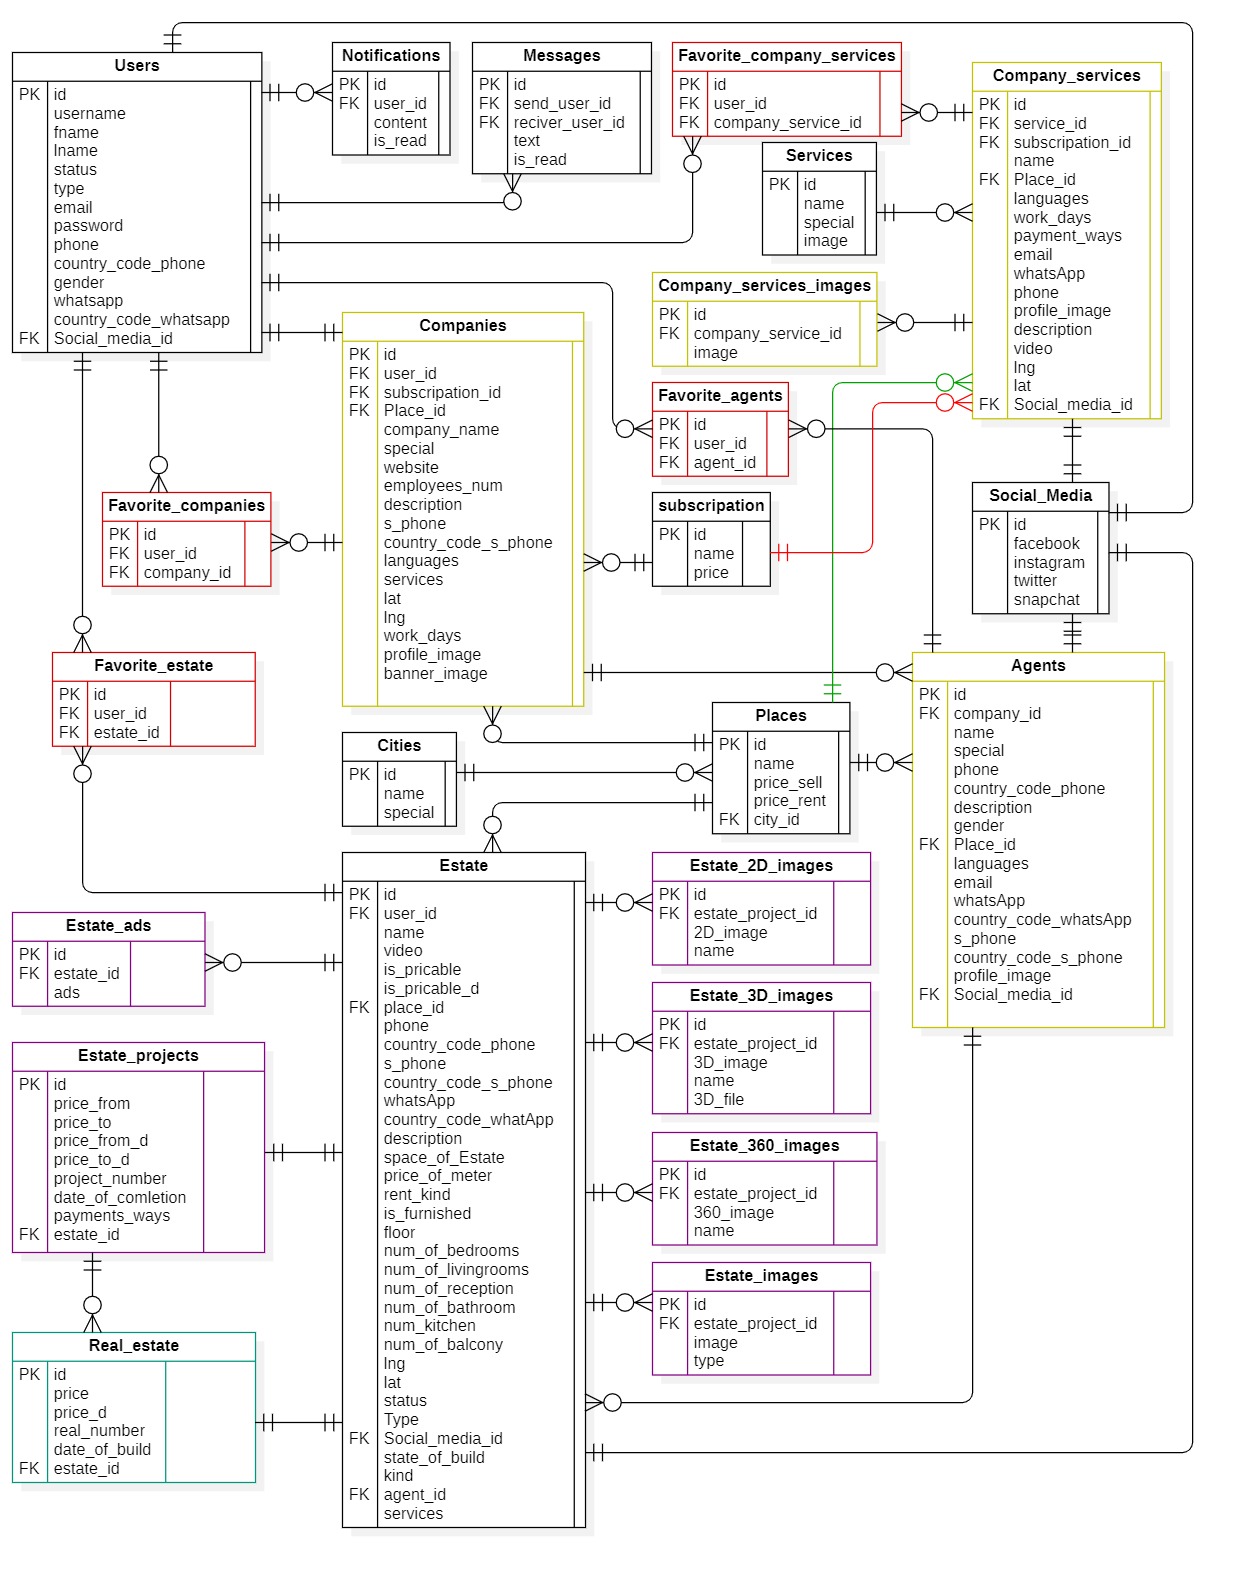 Users
PK id
username
fname
lname
status
type
email
password
phone
country_code_phone
gender
whatsapp
country_code_whatsapp
FK Social_media_id
Notifications
PK id
FK user_id
content
is_read
Messages
PK id
FK send_user_id
FK reciver_user_id
text
is_read
Favorite_company_services
PK id
FK user_id
FK company_service_id
Company_services
PK id
FK service_id
FK subscripation_id
name
FK Place_id
languages
work_days
payment_ways
email
whatsApp
phone
profile_image
description
video
lng
lat
FK Social_media_id
Services
PK id
name
special
image
Company_services_images
PK id
FK company_service_id
image
Companies
PK id
FK user_id
FK subscripation_id
FK Place_id
company_name
special
website
employees_num
description
s_phone
country_code_s_phone
languages
services
lat
lng
work_days
profile_image
banner_image
Favorite_agents
PK id
FK user_id
FK agent_id
Favorite_companies
PK id
FK user_id
FK company_id
subscripation
PK id
name
price
Social_Media
PK id
facebook
instagram
twitter
snapchat
Favorite_estate
PK id
FK user_id
FK estate_id
Agents
PK id
FK company_id
name
special
phone
country_code_phone
description
gender
FK Place_id
languages
email
whatsApp
country_code_whatsApp
s_phone
country_code_s_phone
profile_image
FK Social_media_id
Cities
PK id
name
special
Places
PK id
name
price_sell
price_rent
FK city_id
Estate
PK id
FK user_id
name
video
is_pricable
is_pricable_d
FK place_id
phone
country_code_phone
s_phone
country_code_s_phone
whatsApp
country_code_whatApp
description
space_of_Estate
price_of_meter
rent_kind
is_furnished
floor
num_of_bedrooms
num_of_livingrooms
num_of_reception
num_of_bathroom
num_kitchen
num_of_balcony
lng
lat
status
Type
FK Social_media_id
state_of_build
kind
FK agent_id
services
Estate_2D_images
PK id
FK estate_project_id
2D_image
name
Estate_ads
PK id
FK estate_id
ads
Estate_3D_images
PK id
FK estate_project_id
3D_image
name
3D_file
Estate_projects
PK id
price_from
price_to
price_from_d
price_to_d
project_number
date_of_comletion
payments_ways
FK estate_id
Estate_360_images
PK id
FK estate_project_id
360_image
name
Estate_images
PK id
FK estate_project_id
image
type
Real_estate
PK id
price
price_d
real_number
date_of_build
FK estate_id